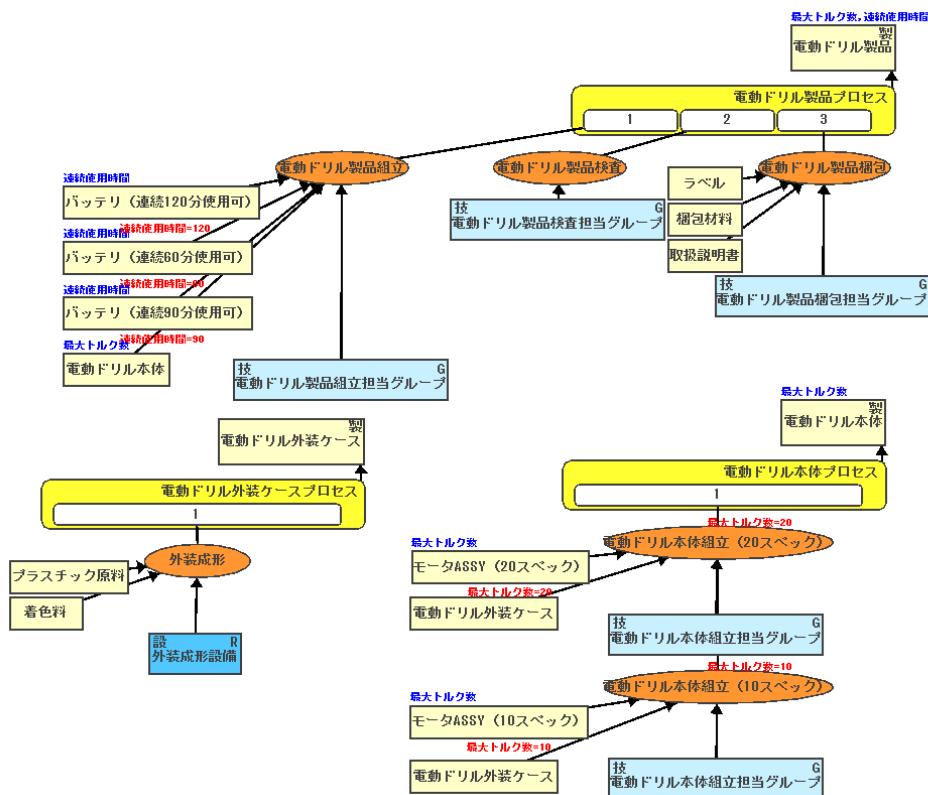 最大トルク数,連続使用時間
製
電動ドリル製品
電動ドリル製品プロセス
1
2
3
電動ドリル製品組立
電動ドリル製品検査
電動ドリル製品梱包
連続使用時間
バッテリ（連続120分使用可）
連続使用時間=120
連続使用時間
バッテリ（連続60分使用可）
連続使用時間=60
連続使用時間
バッテリ（連続90分使用可）
連続使用時間=90
最大トルク数
電動ドリル本体
技 G
電動ドリル製品組立担当グループ
技 G
電動ドリル製品検査担当グループ
ラベル
梱包材料
取扱説明書
技 G
電動ドリル製品梱包担当グループ
製
電動ドリル外装ケース
電動ドリル外装ケースプロセス
1
外装成形
プラスチック原料
着色料
設 R
外装成形設備
最大トルク数
製
電動ドリル本体
電動ドリル本体プロセス
1
最大トルク数=20
電動ドリル本体組立（20スペック）
最大トルク数
モータASSY（20スペック）
最大トルク数=20
電動ドリル外装ケース
技 G
電動ドリル本体組立担当グループ
最大トルク数=10
電動ドリル本体組立（10スペック）
最大トルク数
モータASSY（10スペック）
最大トルク数=10
電動ドリル外装ケース
技 G
電動ドリル本体組立担当グループ